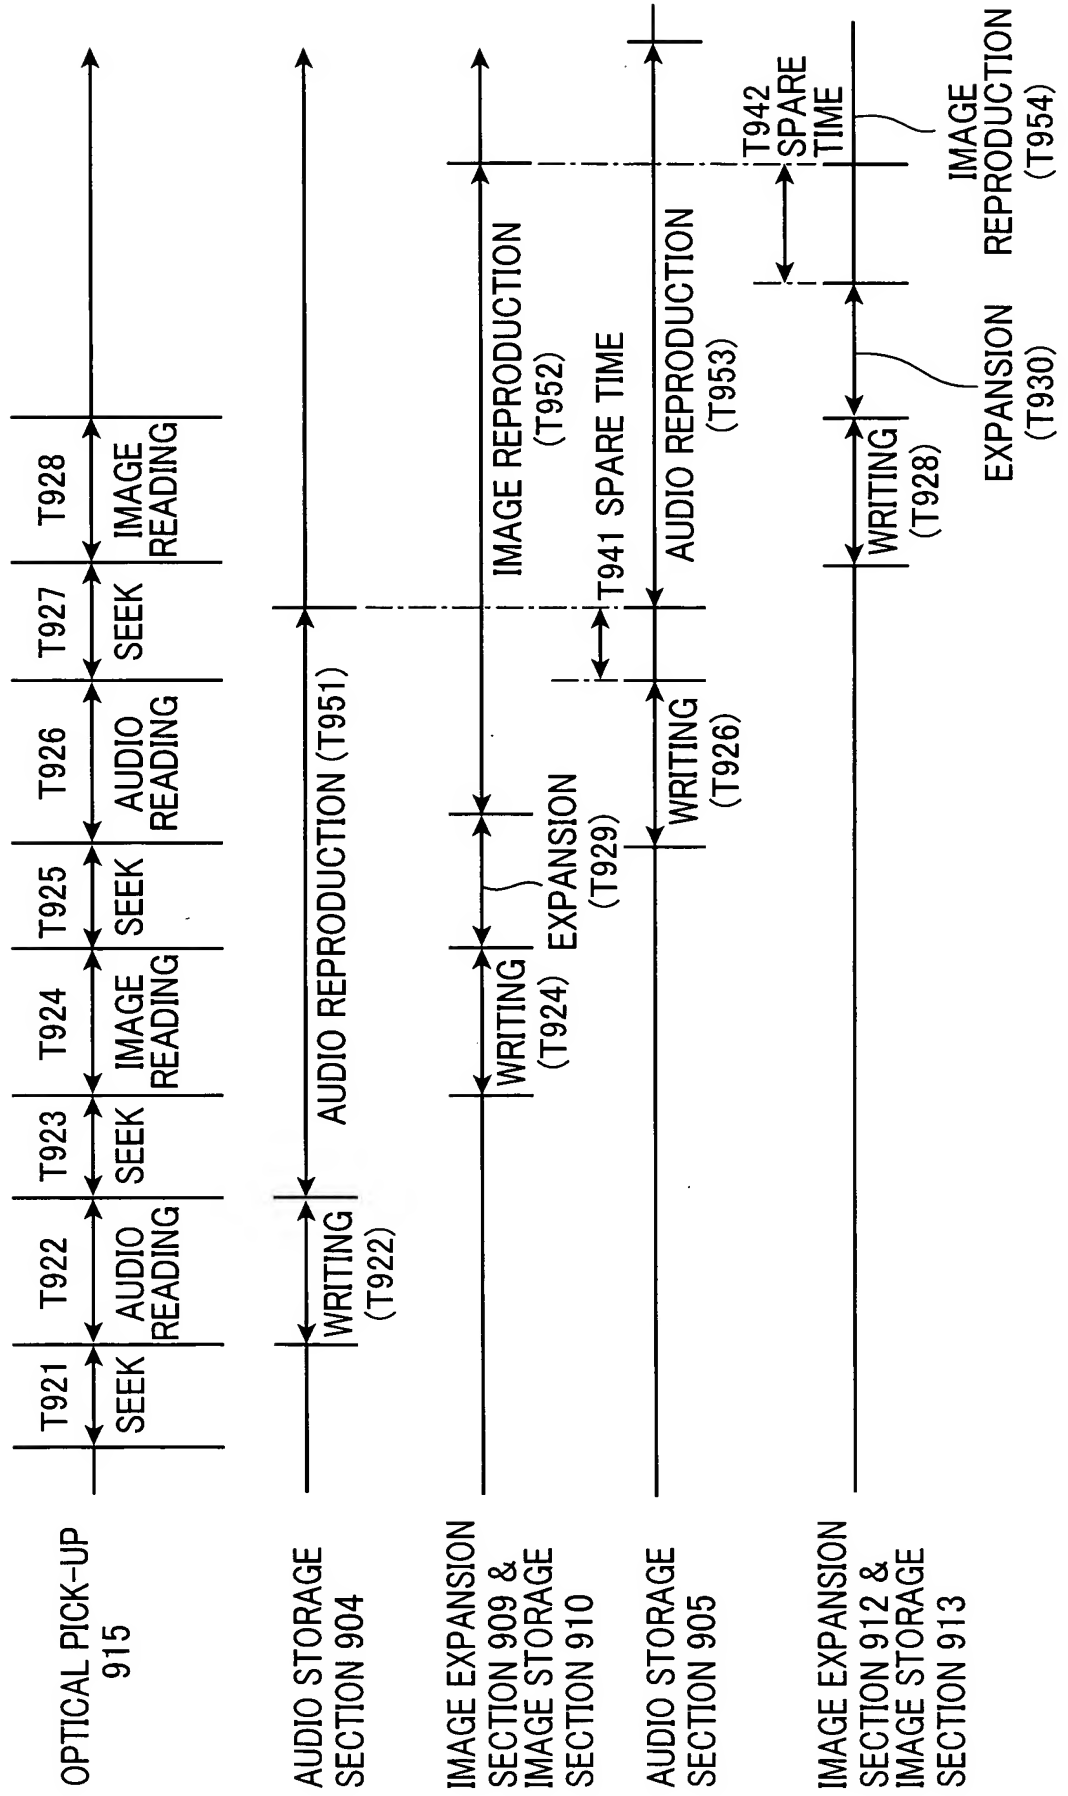 OPTICAL PICK-UP
915
T921
SEEK
T922
AUDIO
READING
T923
SEEK
T924
IMAGE
READING
T925
SEEK
T926
AUDIO
READING
T927
SEEK
T928
IMAGE
READING
AUDIO STORAGE
SECTION 904
WRITING
(T922)
AUDIO REPRODUCTION (T951)
IMAGE EXPANSION
SECTION 909 &
IMAGE STORAGE
SECTION 910
WRITING
(T924)
EXPANSION
(T929)
IMAGE REPRODUCTION
(T952)
T941 SPARE TIME
AUDIO STORAGE
SECTION 905
WRITING
(T926)
AUDIO REPRODUCTION
(T953)
T942
SPARE
TIME
IMAGE EXPANSION
SECTION 912 &
IMAGE STORAGE
SECTION 913
WRITING
(T928)
EXPANSION
(T930)
IMAGE
REPRODUCTION
(T954)